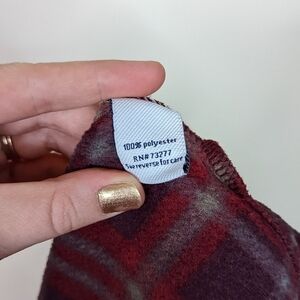 100% polyester
RN# 73277
See reverse for care